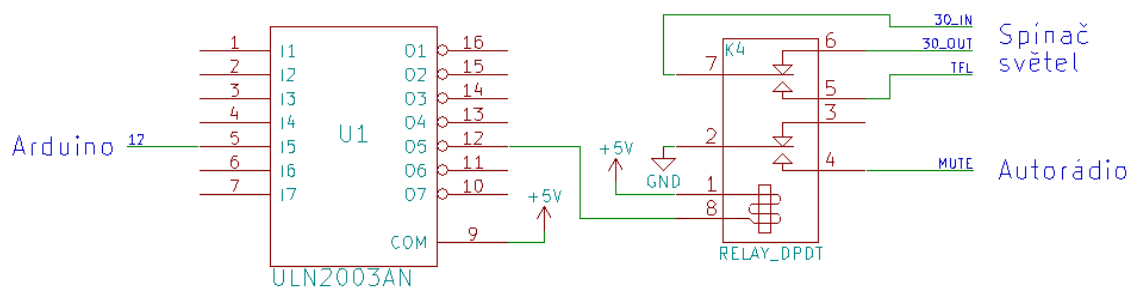 30_IN
6 30_OUT
Spínač
světel
K4
7
TFL
5
3
1 I1 O1 16
2 I2 O2 15
3 I3 O3 14
4 I4 O4 13
Arduino 12 5 I5 U1 O5 12
6 I6 O6 11
7 I7 O7 10
+5V
COM 9
ULN2003AN
+5V
2
GND
4 MUTE Autorádio
1
8
RELAY_DPDT